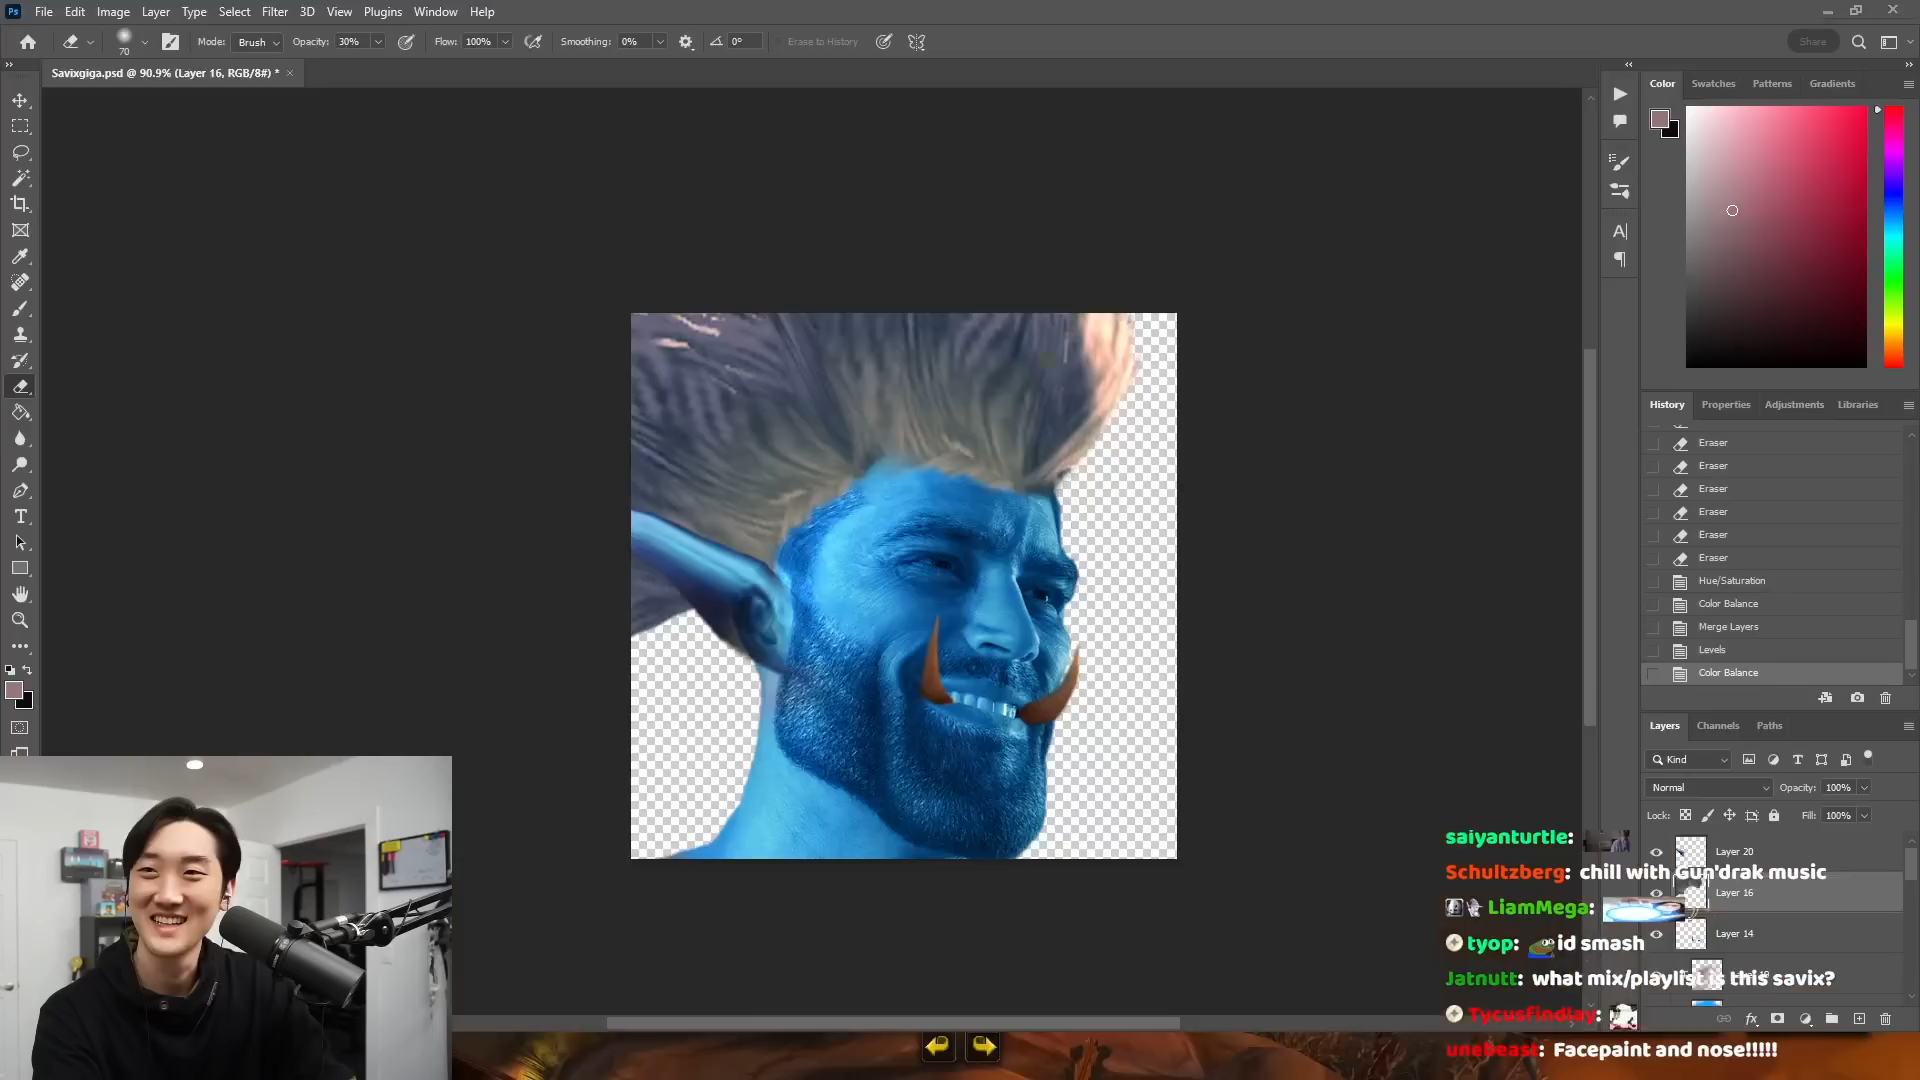 Ps File Edit Image Layer Type Select Filter 3D View Plugins Window Help
70 Mode: Brush Opacity: 30% Flow: 100% Smoothing: 0% 0° Erase to History Share
Savixgiga.psd @ 90.9% (Layer 16, RGB/8#) *
Color Swatches Patterns Gradients
History Properties Adjustments Libraries
Eraser
Eraser
Eraser
Eraser
Eraser
Eraser
Hue/Saturation
Color Balance
Merge Layers
Levels
Color Balance
Layers Channels Paths
Kind
Normal Opacity: 100%
Lock: Fill: 100%
Layer 20
Layer 16
Layer 14
saiyanturtle:
Schultzberg: chill with Gun'drak music
LiamMega:
tyop: id smash
Jatnutt: what mix/playlist is this savix?
Tycusfindlay:
unebeast: Facepaint and nose!!!!!